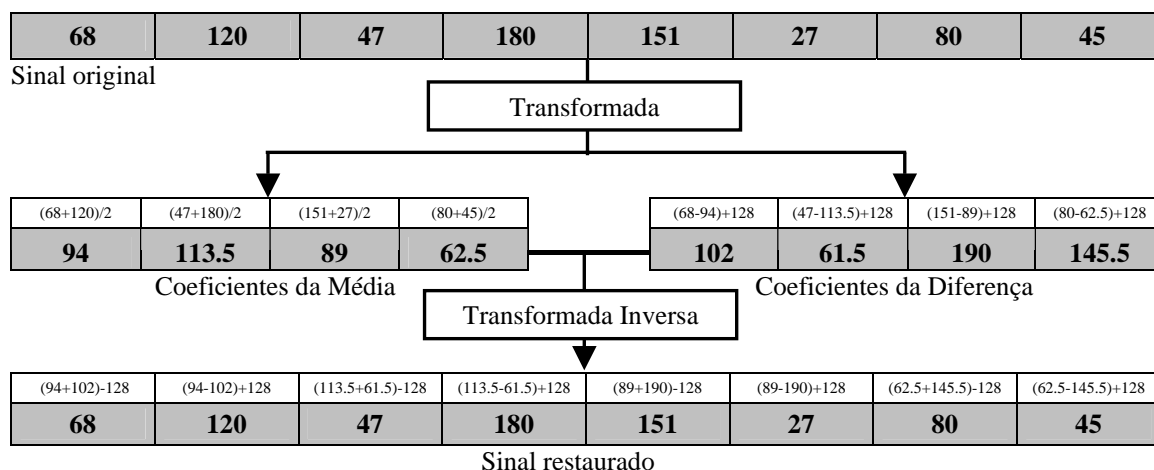 68 120 47 180 151 27 80 45
Sinal original
Transformada
(68+120)/2 (47+180)/2 (151+27)/2 (80+45)/2 (68-94)+128 (47-113.5)+128 (151-89)+128 (80-62.5)+128
94 113.5 89 62.5 102 61.5 190 145.5
Coeficientes da Média Coeficientes da Diferença
Transformada Inversa
(94+102)-128 (94-102)+128 (113.5+61.5)-128 (113.5-61.5)+128 (89+190)-128 (89-190)+128 (62.5+145.5)-128 (62.5-145.5)+128
68 120 47 180 151 27 80 45
Sinal restaurado